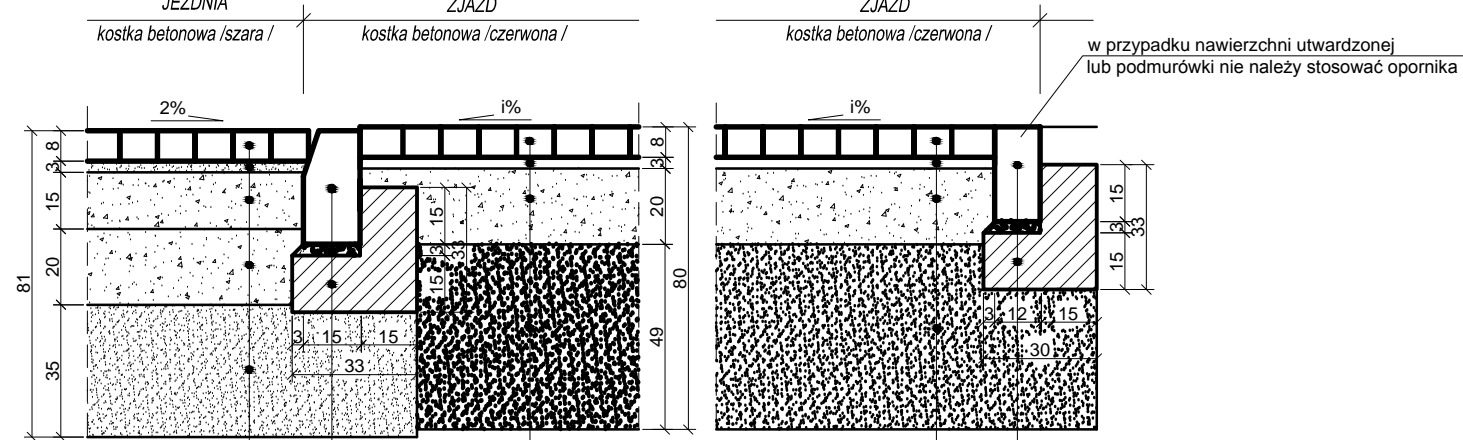 JEZDNIA
kostka betonowa /szara /
ZJAZD
kostka betonowa /czerwona /
ZJAZD
kostka betonowa /czerwona /
w przypadku nawierzchni utwardzonej
lub podmurówki nie należy stosować opornika
2%
i%
i%
81
8
3
15
20
35
15
3
15
33
3
15
15
33
8
3
20
49
80
15
3
15
33
3
12
15
30